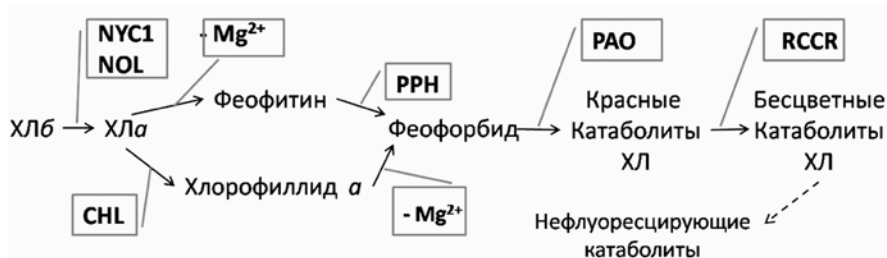 NYC1
NOL
- Mg²⁺
PAO
RCCR
PPH
ХЛб
ХЛа
Феофитин
Феофорбид
Красные
Катаболиты
ХЛ
Бесцветные
Катаболиты
ХЛ
Хлорофиллид а
CHL
- Mg²⁺
Нефлуоресцирующие
катаболиты